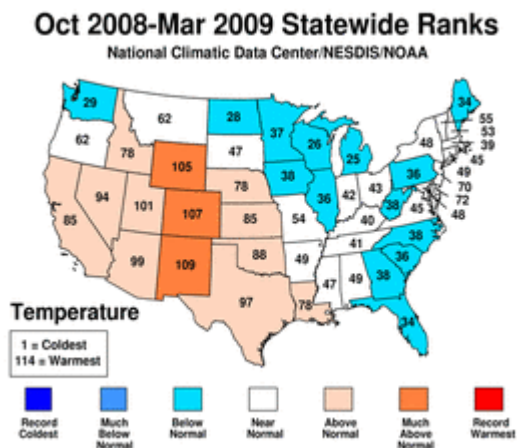 Oct 2008-Mar 2009 Statewide Ranks
National Climatic Data Center/NESDIS/NOAA
29
62
28
37
34
55
53
39
62
47
26
25
48
45
49
78
105
38
36
70
72
48
94
101
107
78
36
42
43
38
45
85
85
54
40
38
99
109
88
49
41
36
97
78
47
49
38
34
Temperature
1 = Coldest
114 = Warmest
Record
Coldest
Much
Below
Normal
Below
Normal
Near
Normal
Above
Normal
Much
Above
Normal
Record
Warmest